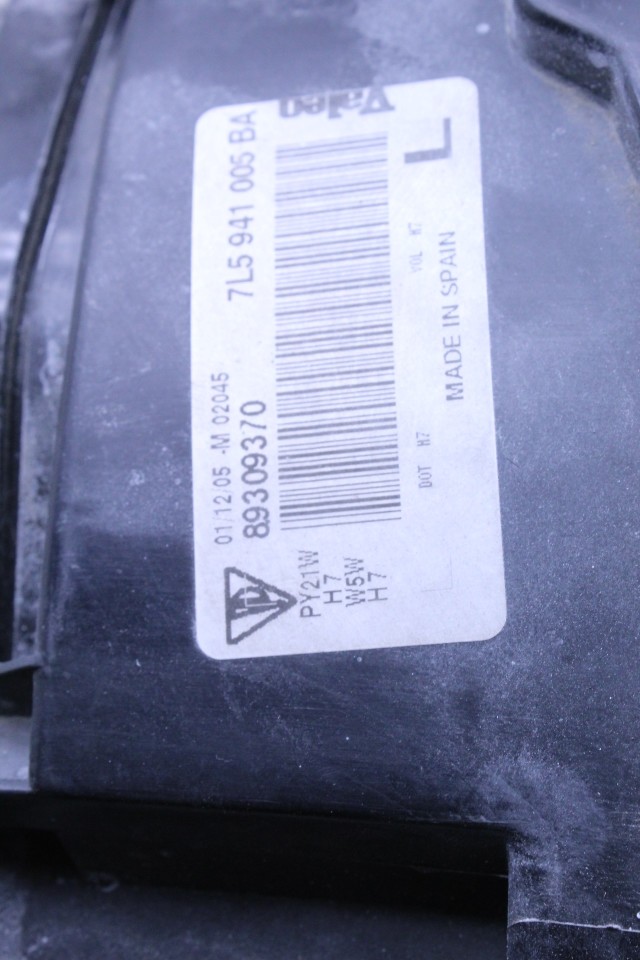 Valeo
7L5 941 005 BA
01/12/05 -M 02045
89309370
L
VOL H7
MADE IN SPAIN
DOT H7
PY21W
H7
W5W
H7